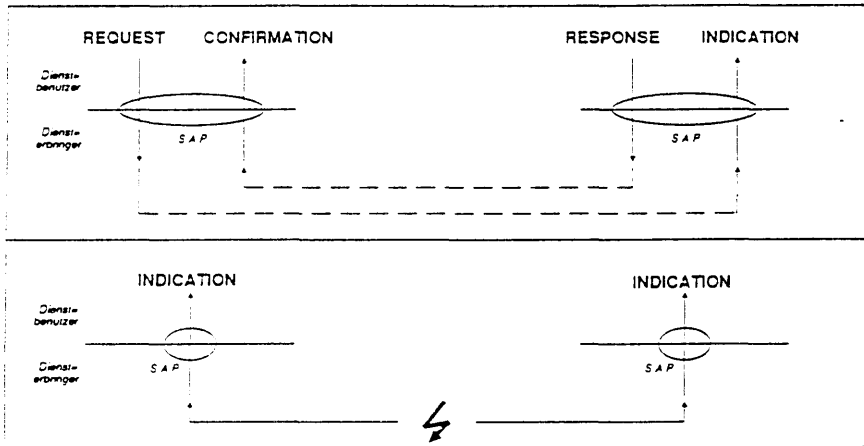 REQUEST CONFIRMATION RESPONSE INDICATION
Dienst-
benutzer
Dienst-
erbringer
SAP SAP
INDICATION INDICATION
Dienst-
benutzer
Dienst-
erbringer
SAP SAP